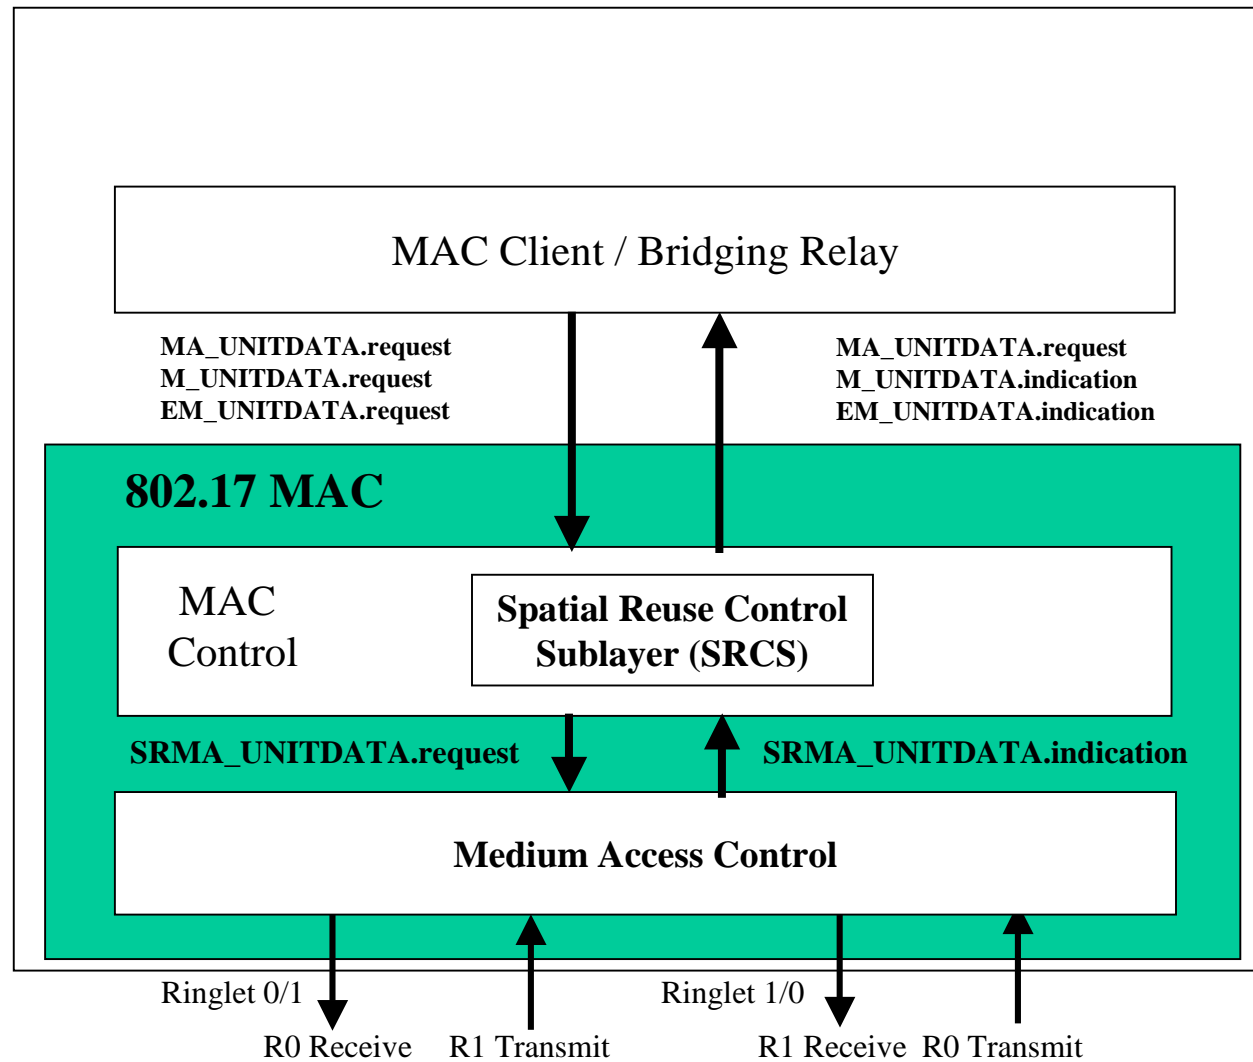 MAC Client / Bridging Relay
MA_UNITDATA.request
M_UNITDATA.request
EM_UNITDATA.request
MA_UNITDATA.request
M_UNITDATA.indication
EM_UNITDATA.indication
802.17 MAC
MAC
Control
Spatial Reuse Control
Sublayer (SRCS)
SRMA_UNITDATA.request
SRMA_UNITDATA.indication
Medium Access Control
Ringlet 0/1
Ringlet 1/0
R0 Receive
R1 Transmit
R1 Receive
R0 Transmit